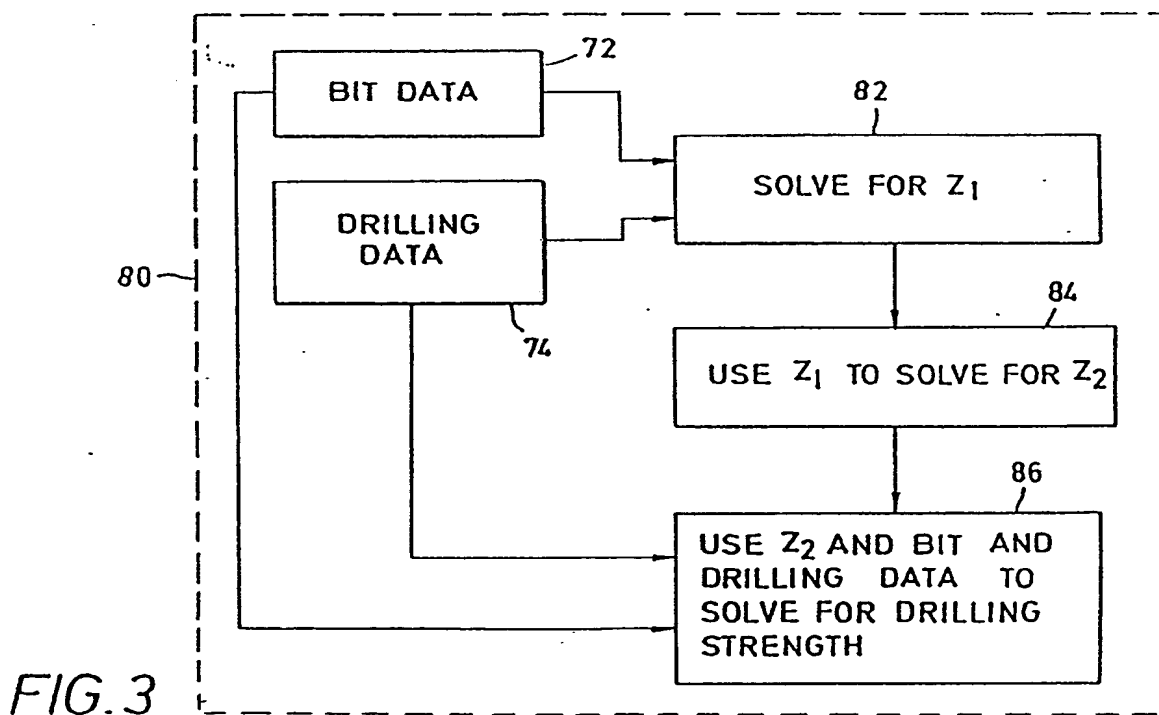 72
BIT DATA
82
SOLVE FOR Z1
DRILLING
DATA
80
74
84
USE Z1 TO SOLVE FOR Z2
86
USE Z2 AND BIT AND
DRILLING DATA TO
SOLVE FOR DRILLING
STRENGTH
FIG. 3